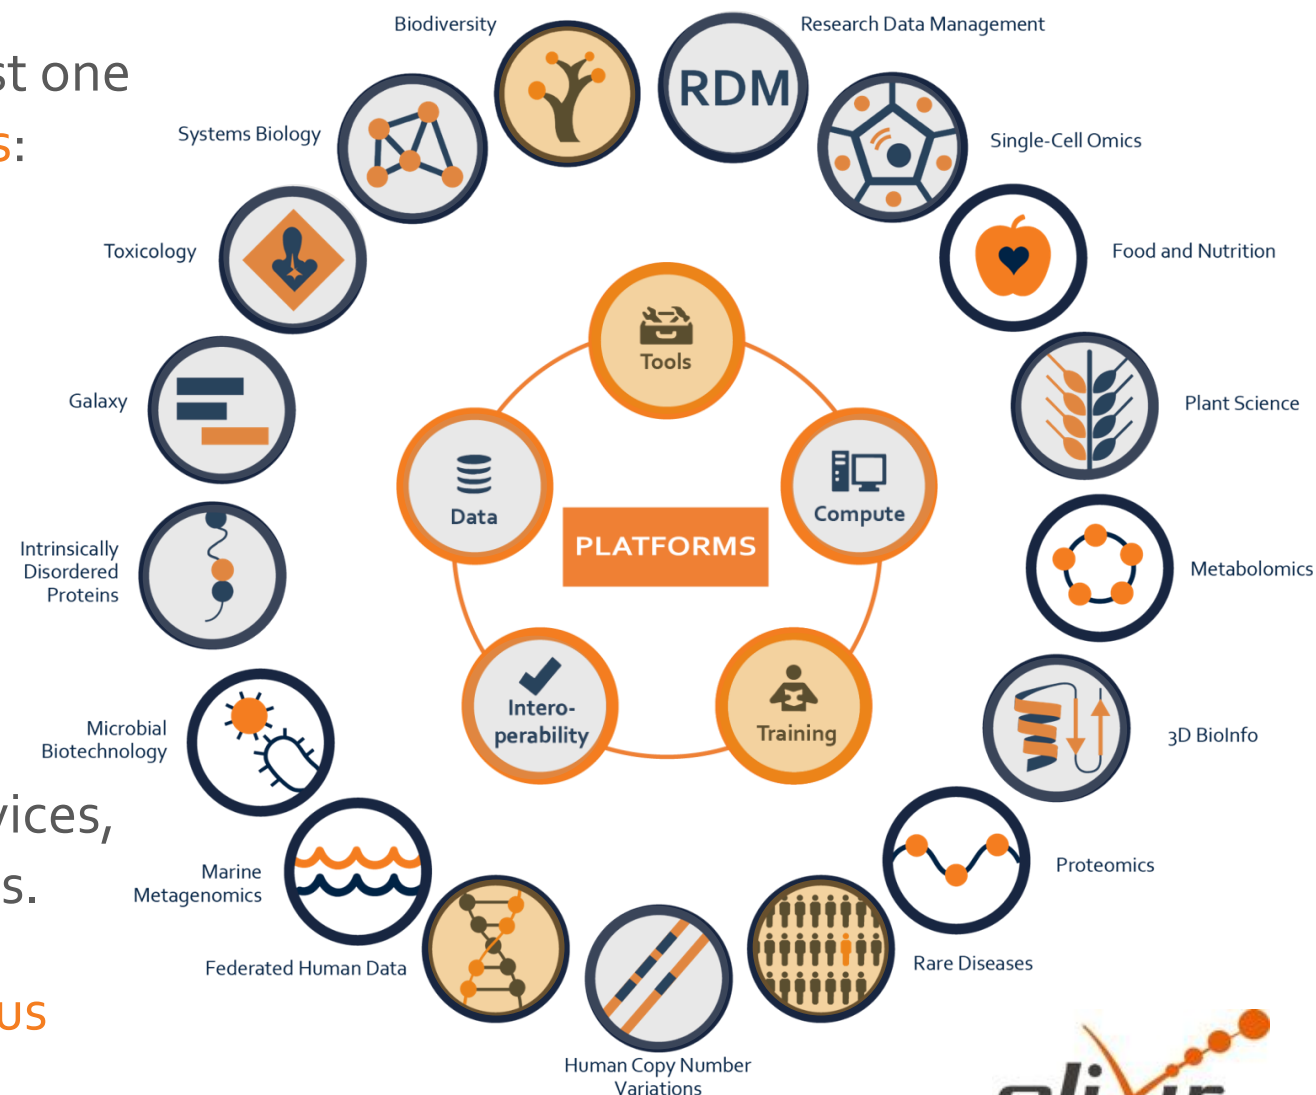 Biodiversity
Research Data Management
st one
RDM
s:
Systems Biology
Single-Cell Omics
Toxicology
Food and Nutrition
Tools
Galaxy
Plant Science
Data
Compute
PLATFORMS
Intrinsically
Disordered
Proteins
Metabolomics
Intero-
perability
Training
Microbial
Biotechnology
3D BioInfo
vices,
s.
Marine
Metagenomics
Proteomics
Federated Human Data
Rare Diseases
us
Human Copy Number
Variations
elixir